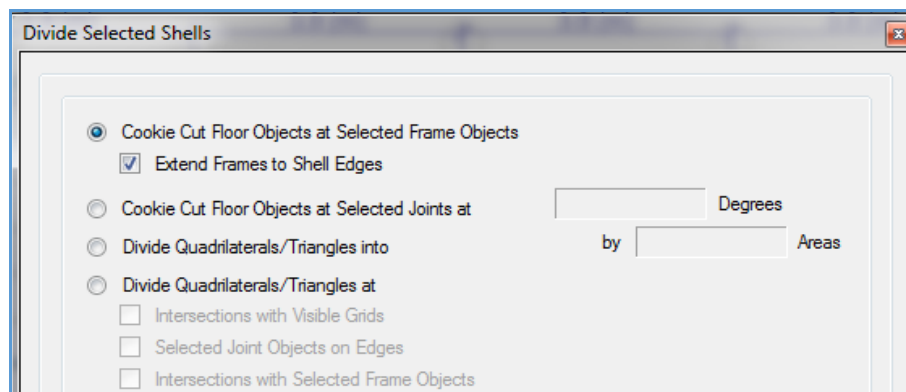 Divide Selected Shells
Cookie Cut Floor Objects at Selected Frame Objects
Extend Frames to Shell Edges
Cookie Cut Floor Objects at Selected Joints at Degrees
Divide Quadrilaterals/Triangles into by Areas
Divide Quadrilaterals/Triangles at
Intersections with Visible Grids
Selected Joint Objects on Edges
Intersections with Selected Frame Objects